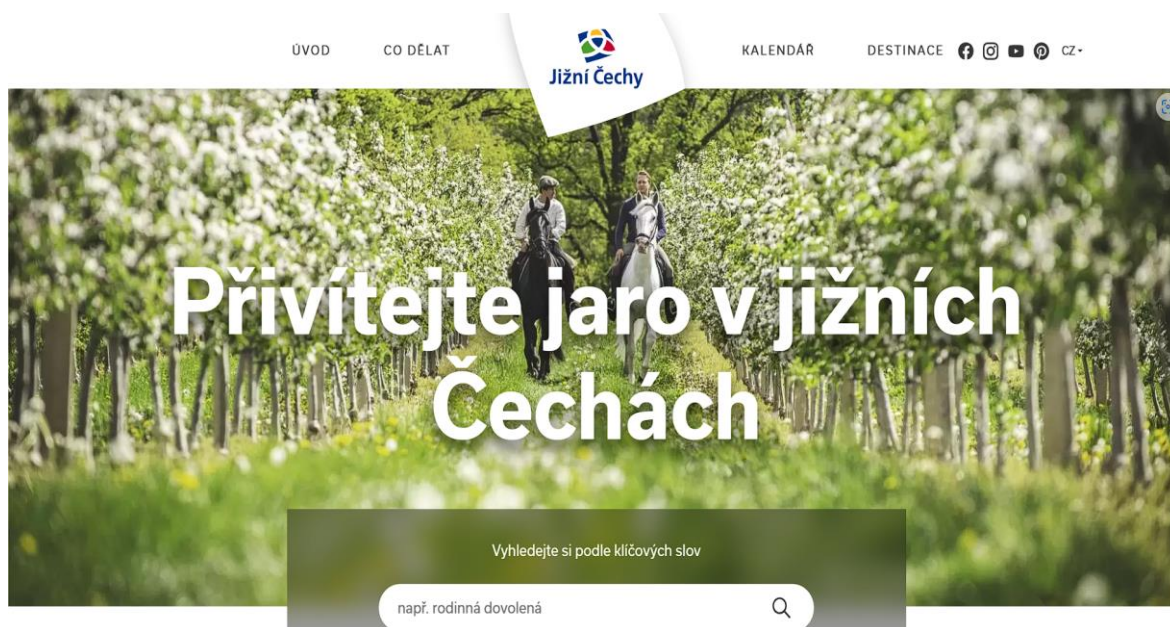 ÚVOD
CO DĚLAT
Jižní Čechy
KALENDÁŘ
DESTINACE
CZ
Přivítejte jaro v jižních
Čechách
Vyhledejte si podle klíčových slov
např. rodinná dovolená